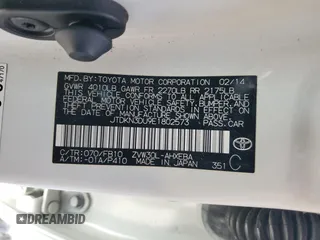 MFD. BY: TOYOTA MOTOR CORPORATION 02/14
GVWR 4010LB GAWR FR 2270LB RR 2175LB
THIS VEHICLE CONFORMS TO ALL APPLICABLE
FEDERAL MOTOR VEHICLE SAFETY, BUMPER, AND
THEFT PREVENTION STANDARDS IN EFFECT ON
THE DATE OF MANUFACTURE SHOWN ABOVE.
JTDKN3DU9E1802573 PASS. CAR
C/TR: 070/FB10 ZVW30L-AHXEBA
A/TM: -01A/P410 MADE IN JAPAN 351 C
DREAMBID